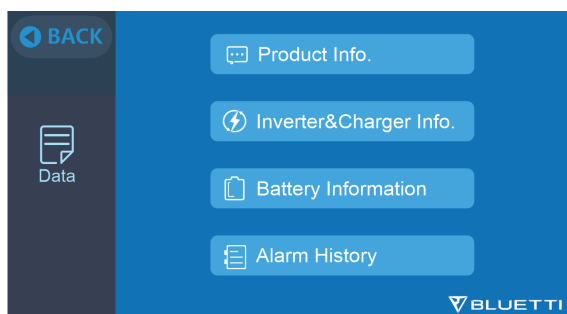 BACK
Data
Product Info.
Inverter&Charger Info.
Battery Information
Alarm History
BLUETTI